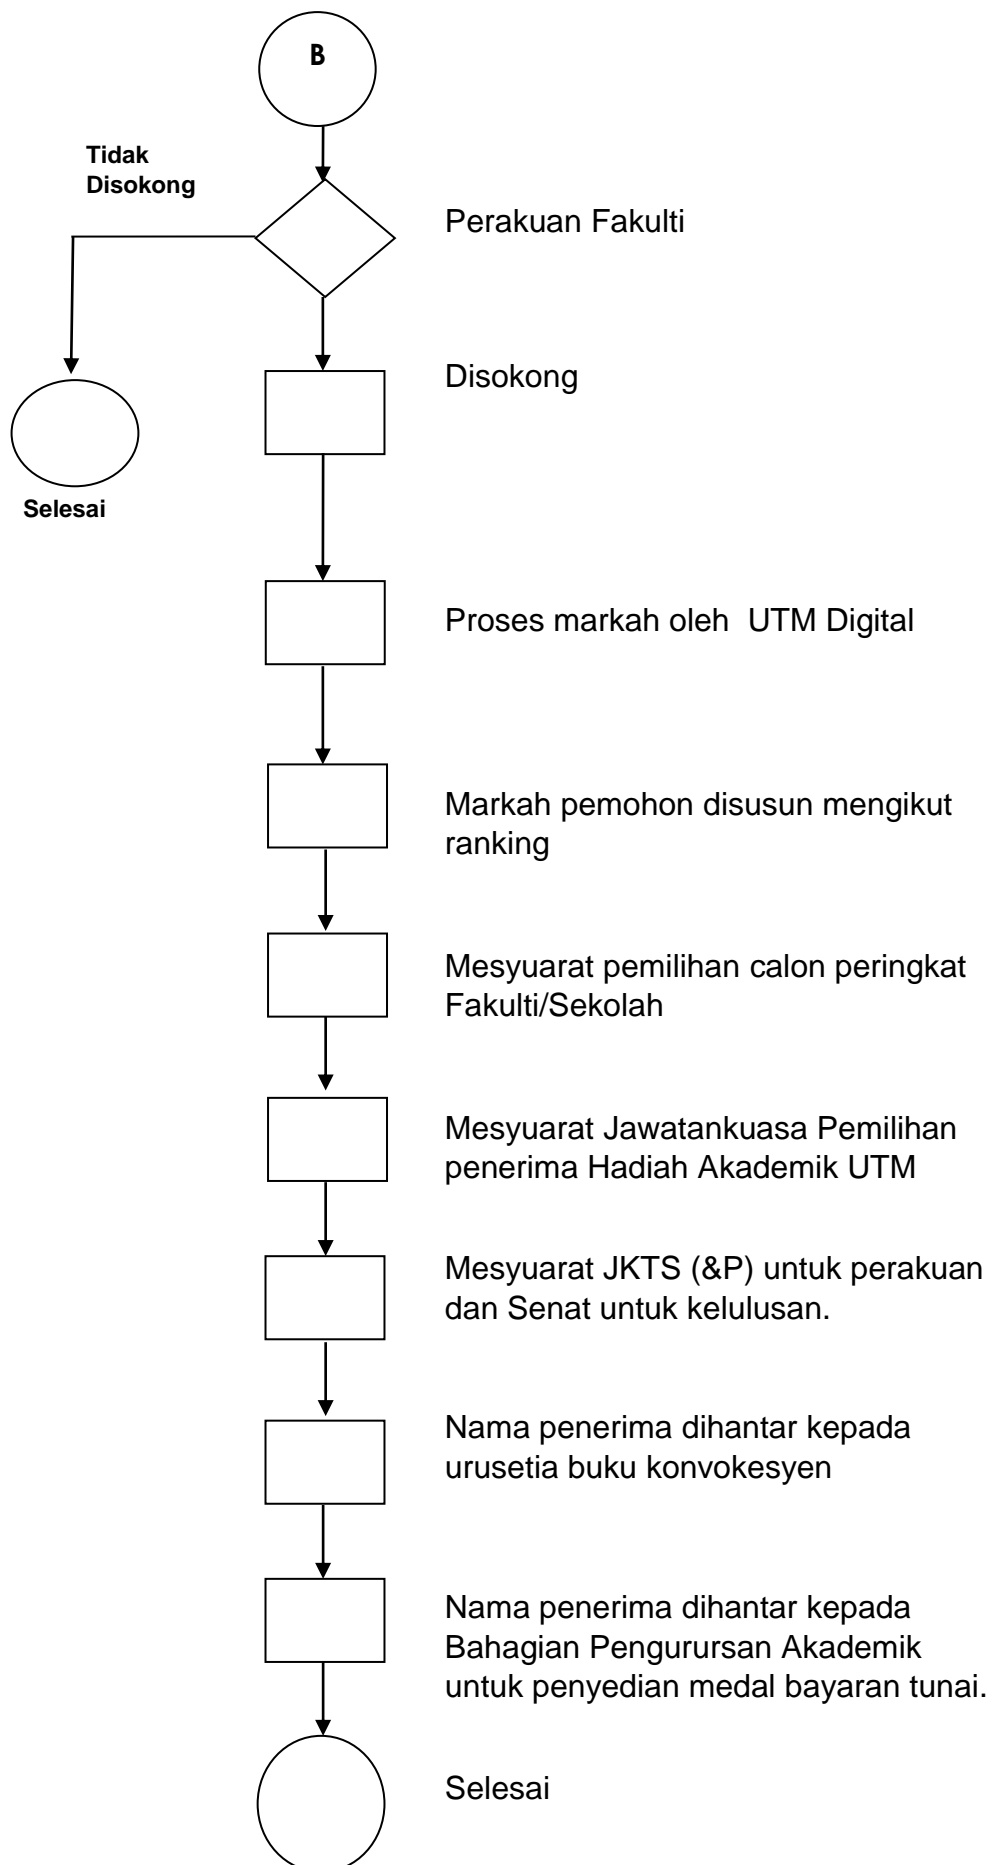 B
Tidak
Disokong
Perakuan Fakulti
Disokong
Selesai
Proses markah oleh  UTM Digital
Markah pemohon disusun mengikut
ranking
Mesyuarat pemilihan calon peringkat
Fakulti/Sekolah
Mesyuarat Jawatankuasa Pemilihan
penerima Hadiah Akademik UTM
Mesyuarat JKTS (&P) untuk perakuan
dan Senat untuk kelulusan.
Nama penerima dihantar kepada
urusetia buku konvokesyen
Nama penerima dihantar kepada
Bahagian Pengurursan Akademik
untuk penyedian medal bayaran tunai.
Selesai